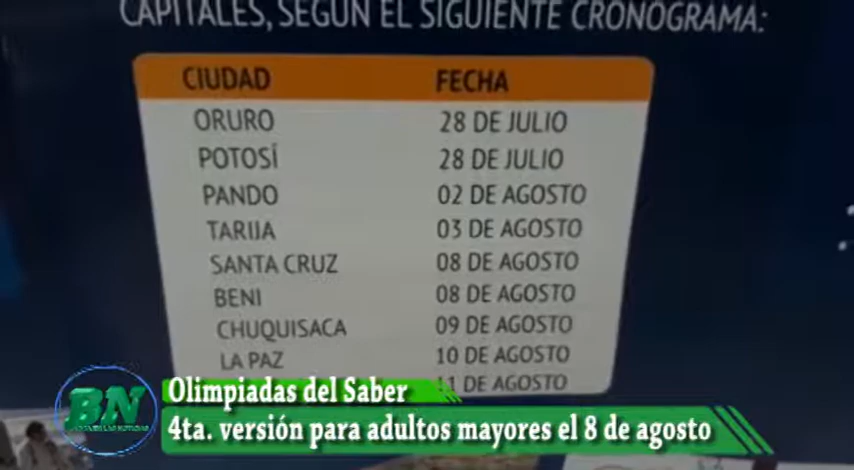 CAPITALES, SEGÚN EL SIGUIENTE CRONOGRAMA:
CIUDAD FECHA
ORURO 28 DE JULIO
POTOSÍ 28 DE JULIO
PANDO 02 DE AGOSTO
TARIJA 03 DE AGOSTO
SANTA CRUZ 08 DE AGOSTO
BENI 08 DE AGOSTO
CHUQUISACA 09 DE AGOSTO
LA PAZ 10 DE AGOSTO
11 DE AGOSTO
Olimpiadas del Saber
BN
4ta. versión para adultos mayores el 8 de agosto